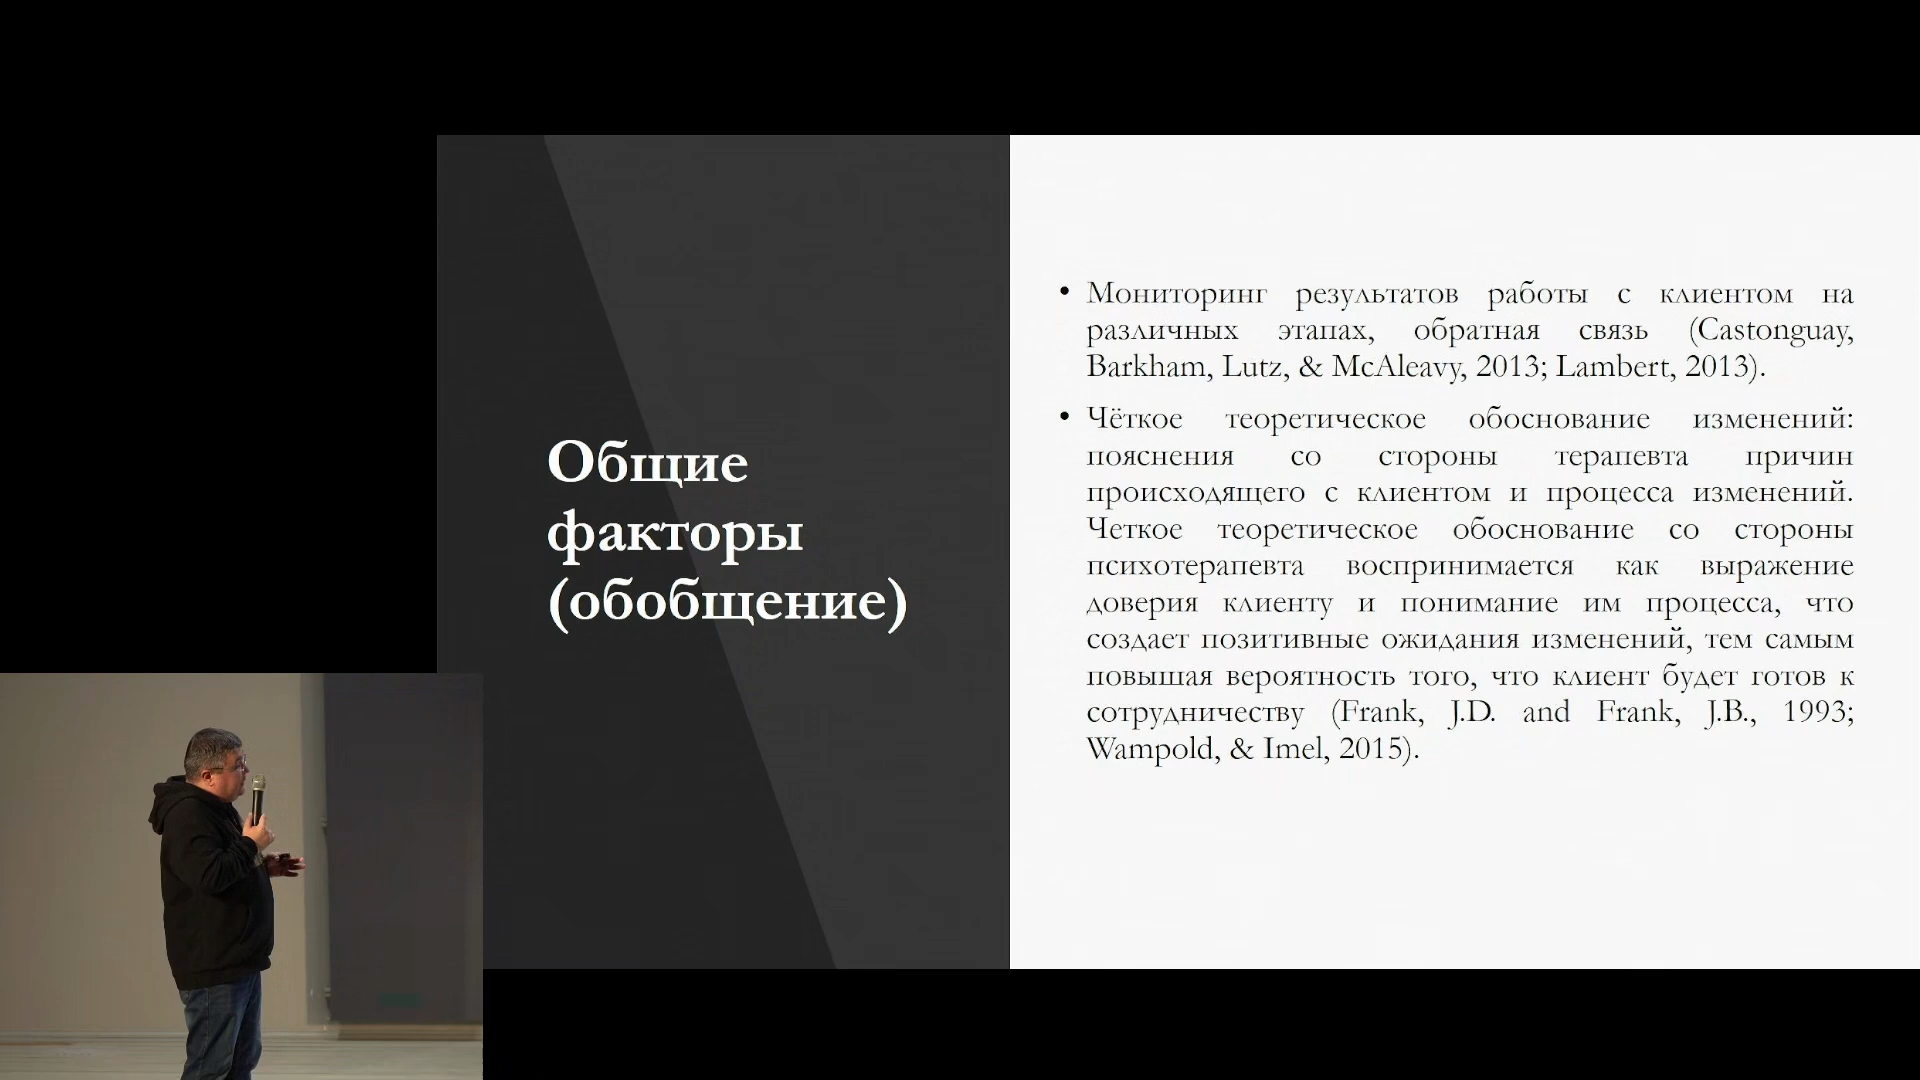 Общие
факторы
(обобщение)
• Мониторинг результатов работы с клиентом на
различных этапах, обратная связь (Castonguay,
Barkham, Lutz, & McAleavy, 2013; Lambert, 2013).
• Чёткое теоретическое обоснование изменений:
пояснения со стороны терапевта причин
происходящего с клиентом и процесса изменений.
Четкое теоретическое обоснование со стороны
психотерапевта воспринимается как выражение
доверия клиенту и понимание им процесса, что
создает позитивные ожидания изменений, тем самым
повышая вероятность того, что клиент будет готов к
сотрудничеству (Frank, J.D. and Frank, J.B., 1993;
Wampold, & Imel, 2015).